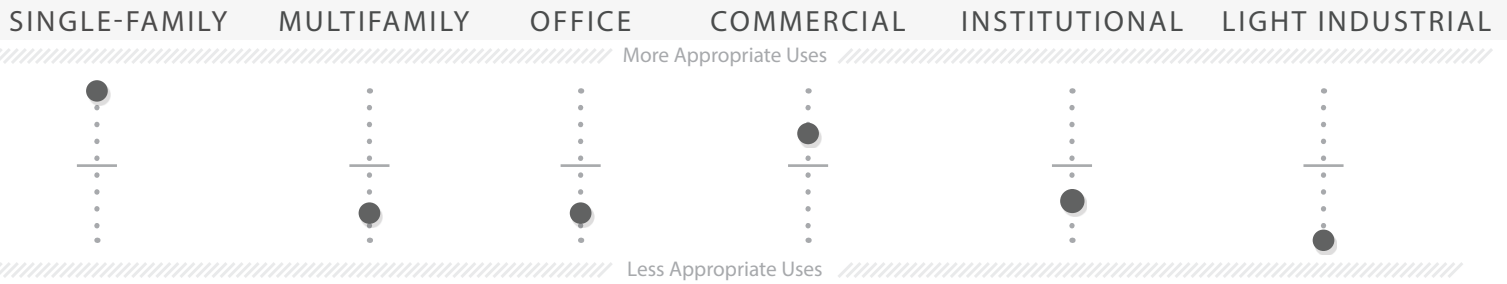 SINGLE-FAMILY MULTIFAMILY OFFICE COMMERCIAL INSTITUTIONAL LIGHT INDUSTRIAL
More Appropriate Uses
Less Appropriate Uses